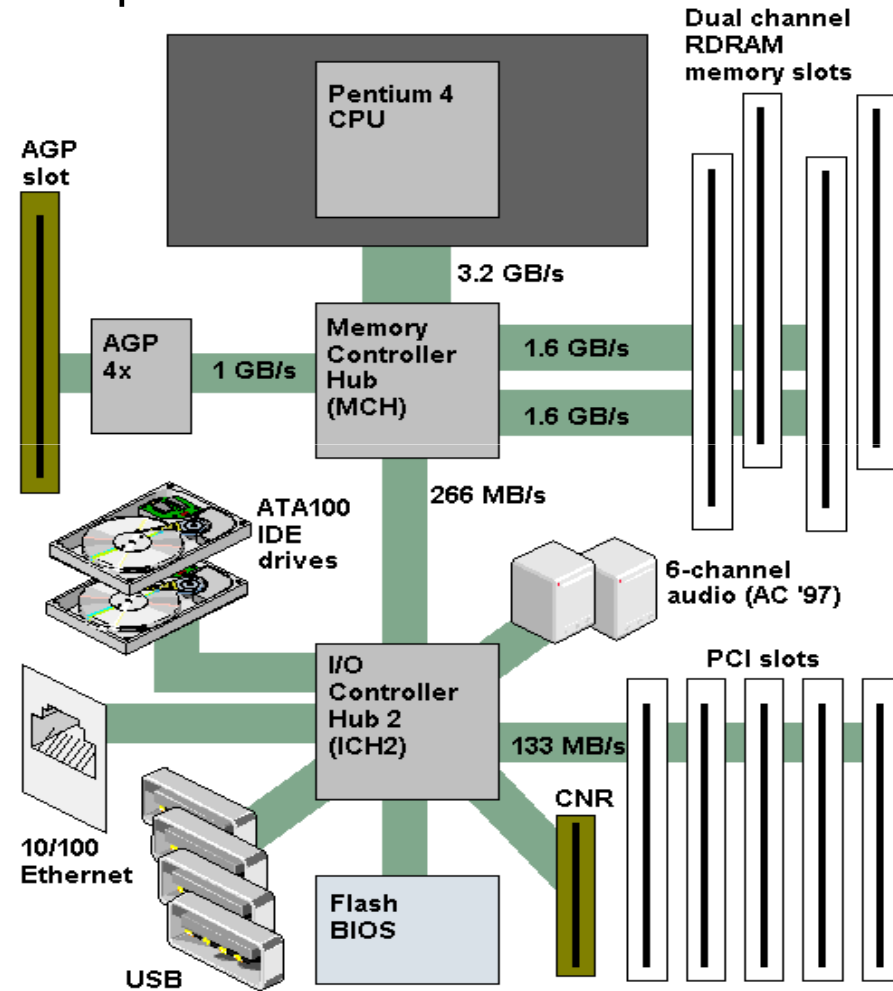 Dual channel
RDRAM
memory slots
Pentium 4
CPU
AGP
slot
3.2 GB/s
Memory
Controller
Hub
(MCH)
AGP
4x
1 GB/s
1.6 GB/s
1.6 GB/s
266 MB/s
ATA100
IDE
drives
6-channel
audio (AC '97)
I/O
Controller
Hub 2
(ICH2)
PCI slots
133 MB/s
CNR
10/100
Ethernet
Flash
BIOS
USB